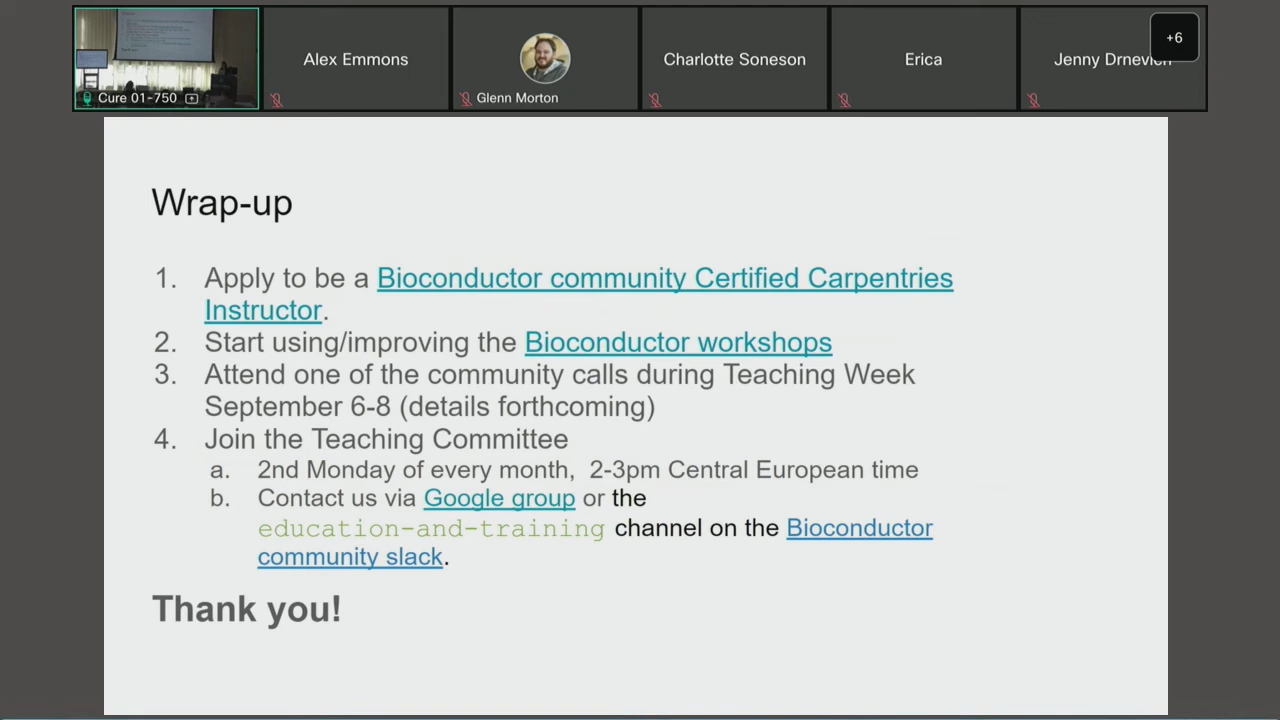 Cure 01-750
Alex Emmons
Glenn Morton
Charlotte Soneson
Erica
Jenny
+6
Wrap-up
1. Apply to be a Bioconductor community Certified Carpentries
Instructor.
2. Start using/improving the Bioconductor workshops
3. Attend one of the community calls during Teaching Week
September 6-8 (details forthcoming)
4. Join the Teaching Committee
a. 2nd Monday of every month, 2-3pm Central European time
b. Contact us via Google group or the
education-and-training channel on the Bioconductor
community slack.
Thank you!